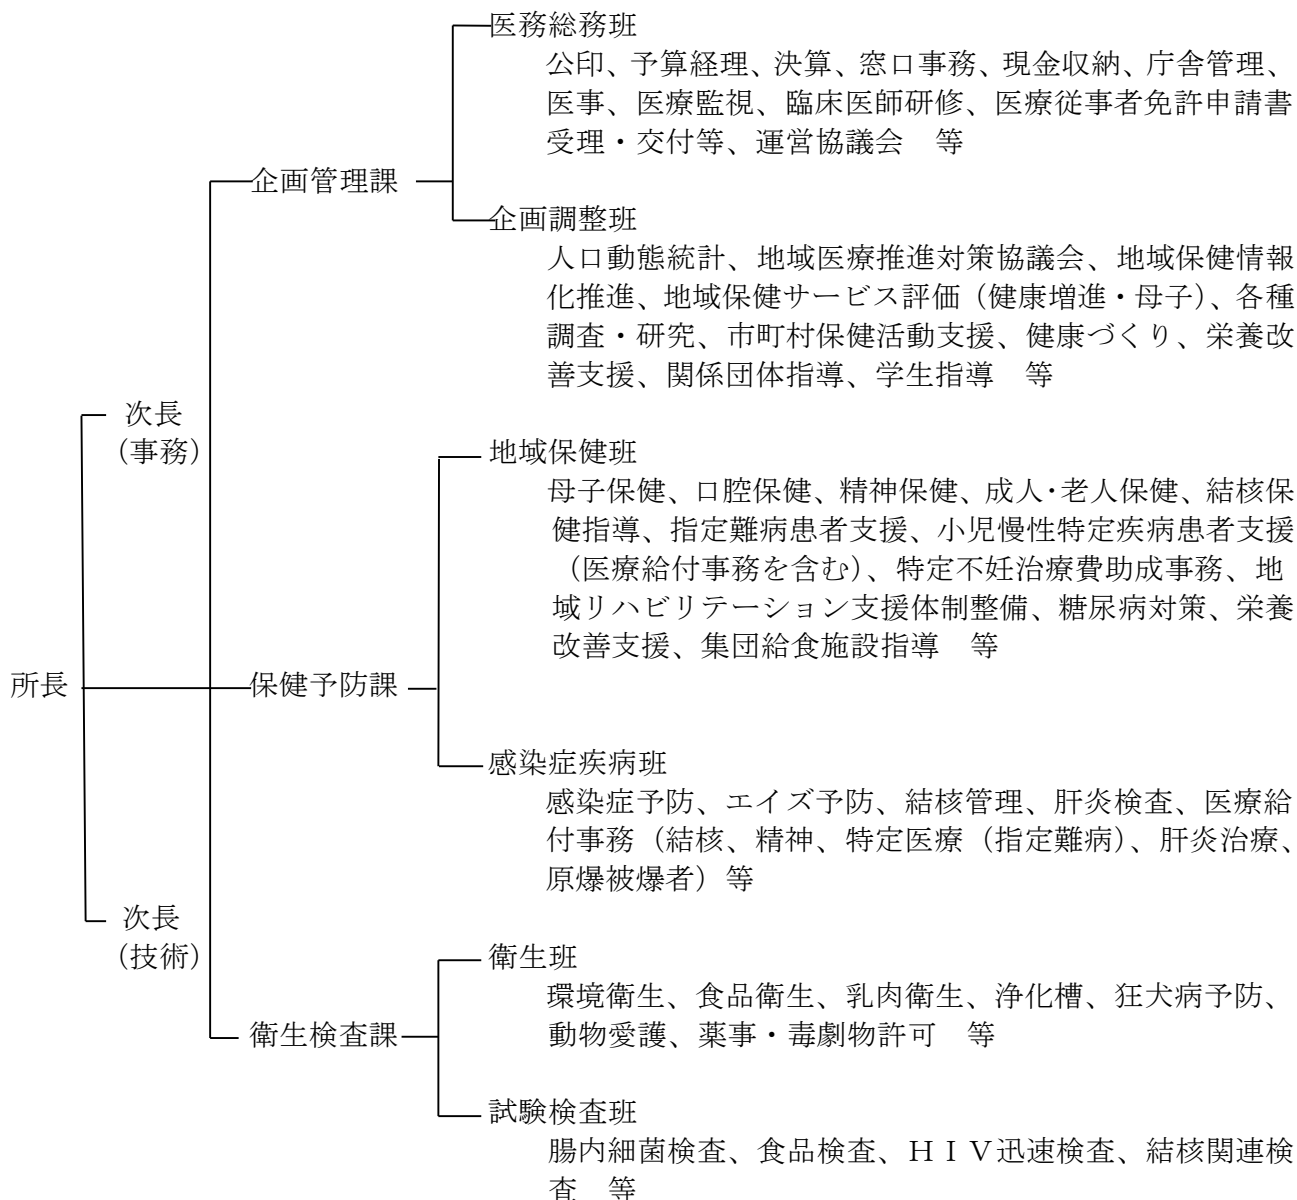 医務総務班
公印、予算経理、決算、窓口事務、現金収納、庁舎管理、
医事、医療監視、臨床医師研修、医療従事者免許申請書
受理・交付等、運営協議会　等
企画管理課
企画調整班
人口動態統計、地域医療推進対策協議会、地域保健情報
化推進、地域保健サービス評価（健康増進・母子）、各種
調査・研究、市町村保健活動支援、健康づくり、栄養改
善支援、関係団体指導、学生指導　等
次長
（事務）
地域保健班
母子保健、口腔保健、精神保健、成人・老人保健、結核保
健指導、指定難病患者支援、小児慢性特定疾病患者支援
（医療給付事務を含む）、特定不妊治療費助成事務、地
域リハビリテーション支援体制整備、糖尿病対策、栄養
改善支援、集団給食施設指導　等
所長
保健予防課
感染症疾病班
感染症予防、エイズ予防、結核管理、肝炎検査、医療給
付事務（結核、精神、特定医療（指定難病）、肝炎治療、
原爆被爆者）等
次長
（技術）
衛生班
環境衛生、食品衛生、乳肉衛生、浄化槽、狂犬病予防、
動物愛護、薬事・毒劇物許可　等
衛生検査課
試験検査班
腸内細菌検査、食品検査、ＨＩＶ迅速検査、結核関連検
査　等